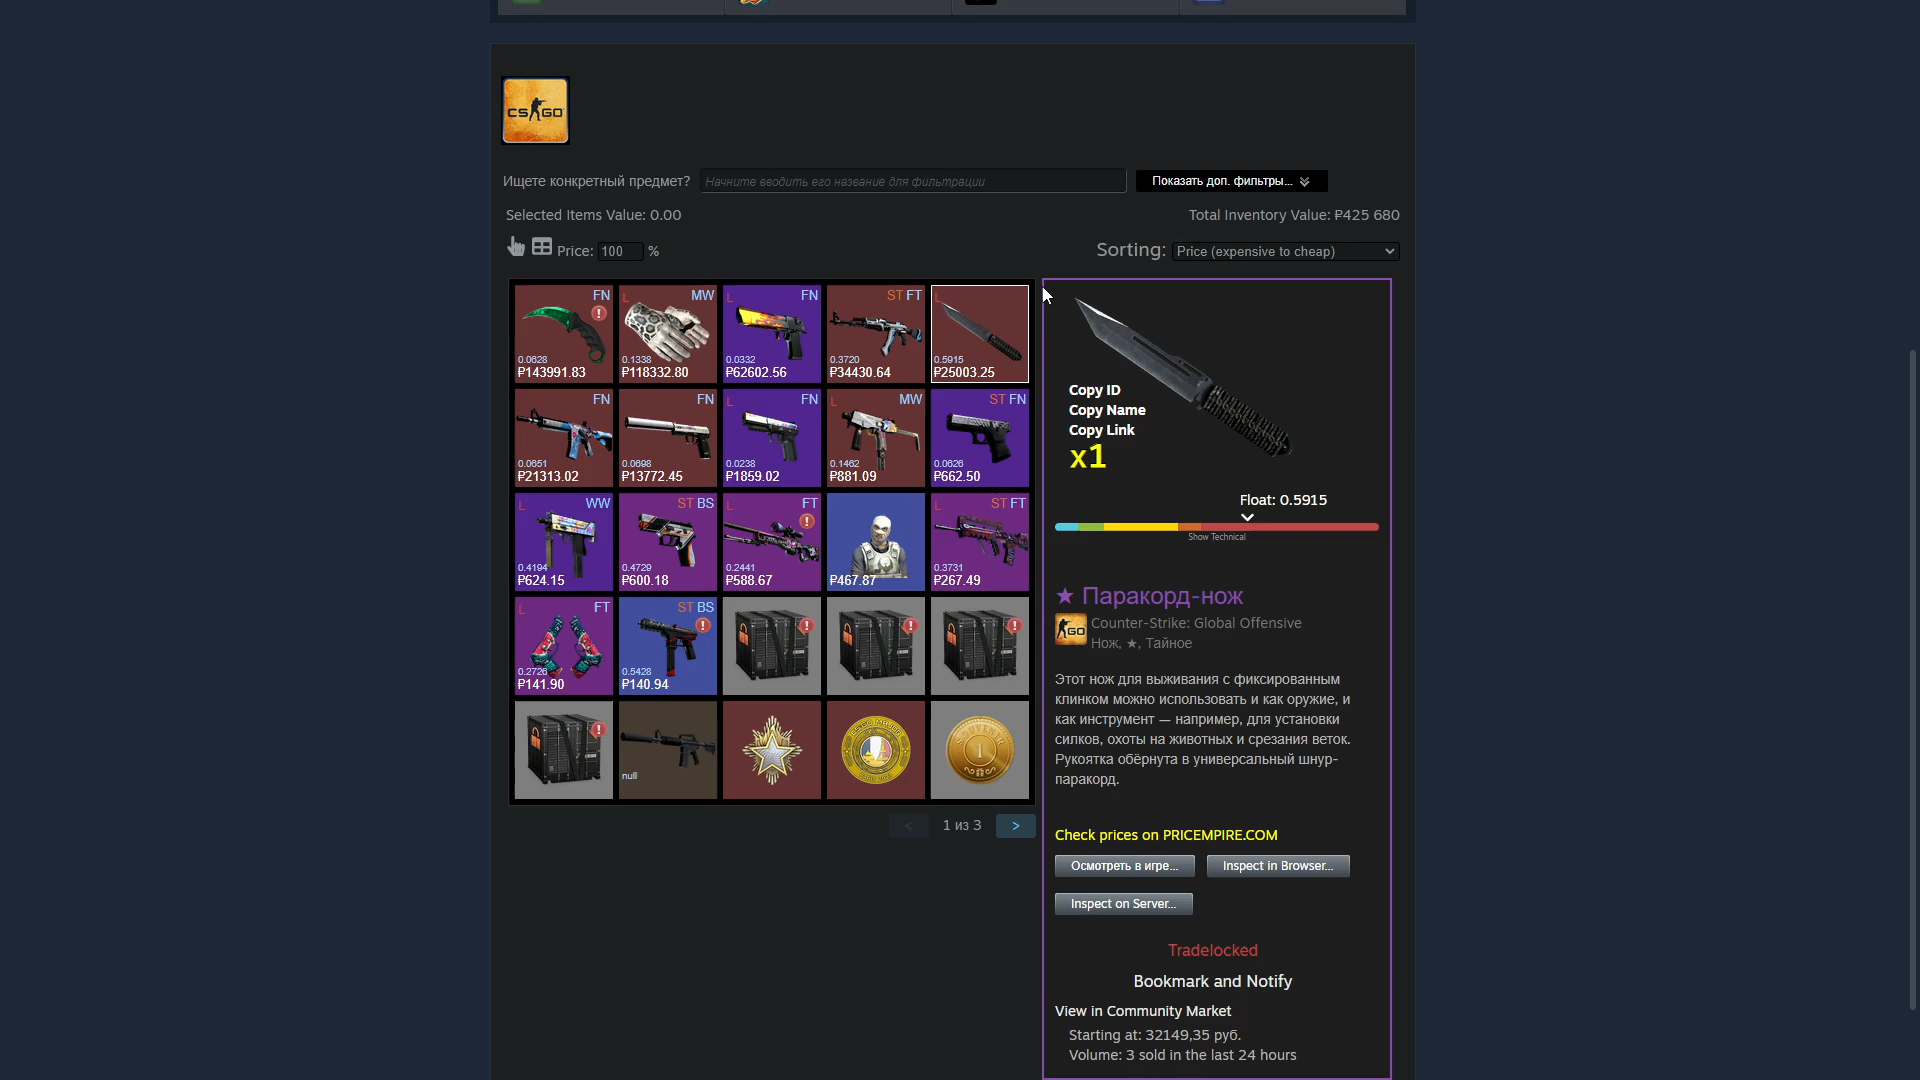 CS GO
Ищете конкретный предмет?
Начните вводить его название для фильтрации
Показать доп. фильтры...
Selected Items Value: 0.00
Total Inventory Value: ₽425 680
Price: 100 %
Sorting: Price (expensive to cheap)
FN
0.0628
₽143991.83
L MW
0.1338
₽118332.80
L FN
0.0332
₽62602.56
ST FT
0.3720
₽34430.64
L
0.5915
₽25003.25
FN
0.0651
₽21313.02
FN
0.0698
₽13772.45
L FN
0.0238
₽1859.02
L MW
0.1462
₽881.09
ST FN
0.0626
₽662.50
L WW
0.4194
₽624.15
ST BS
0.4729
₽600.18
L FT
0.2441
₽588.67
₽467.87
L ST FT
0.3731
₽267.49
L FT
0.2726
₽141.90
ST BS
0.5428
₽140.94
null
< 1 из 3 >
Copy ID
Copy Name
Copy Link
x1
Float: 0.5915
Show Technical
★ Паракорд-нож
GO
Counter-Strike: Global Offensive
Нож, ★, Тайное
Этот нож для выживания с фиксированным
клинком можно использовать и как оружие, и
как инструмент — например, для установки
силков, охоты на животных и срезания веток.
Рукоятка обёрнута в универсальный шнур-
паракорд.
Check prices on PRICEMPIRE.COM
Осмотреть в игре...
Inspect in Browser...
Inspect on Server...
Tradelocked
Bookmark and Notify
View in Community Market
Starting at: 32149,35 руб.
Volume: 3 sold in the last 24 hours